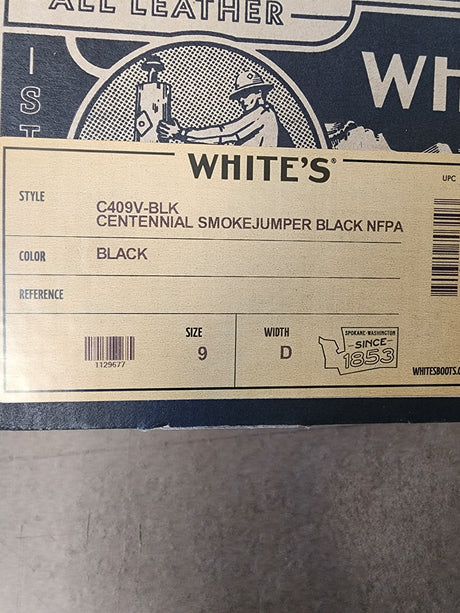 ALL LEATHER
IST
WH
WHITE'S®
UPC
STYLE
C409V-BLK
CENTENNIAL SMOKEJUMPER BLACK NFPA
COLOR
BLACK
REFERENCE
SIZE
9
WIDTH
D
1129677
SPOKANE·WASHINGTON
–SINCE–
1853
WHITESBOOTS.C